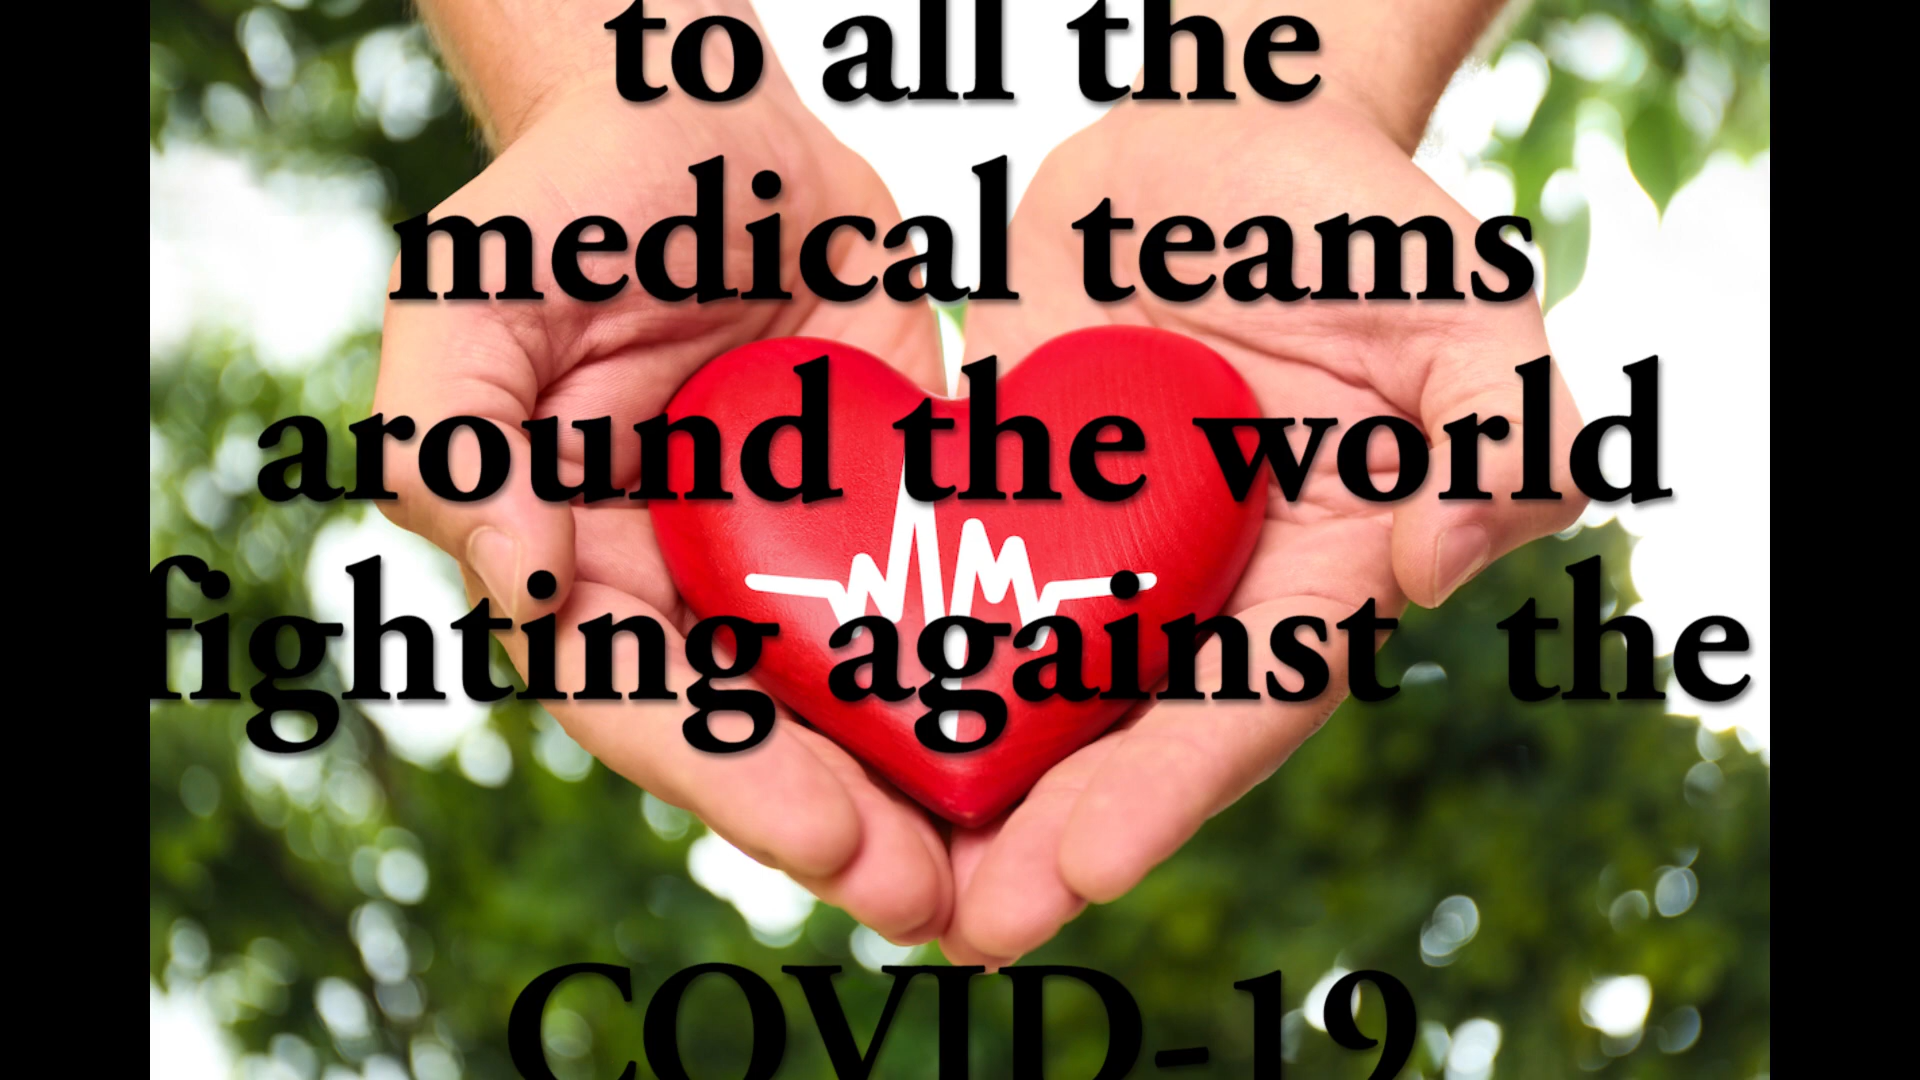 to all the
medical teams
around the world
fighting against the
COVID-19